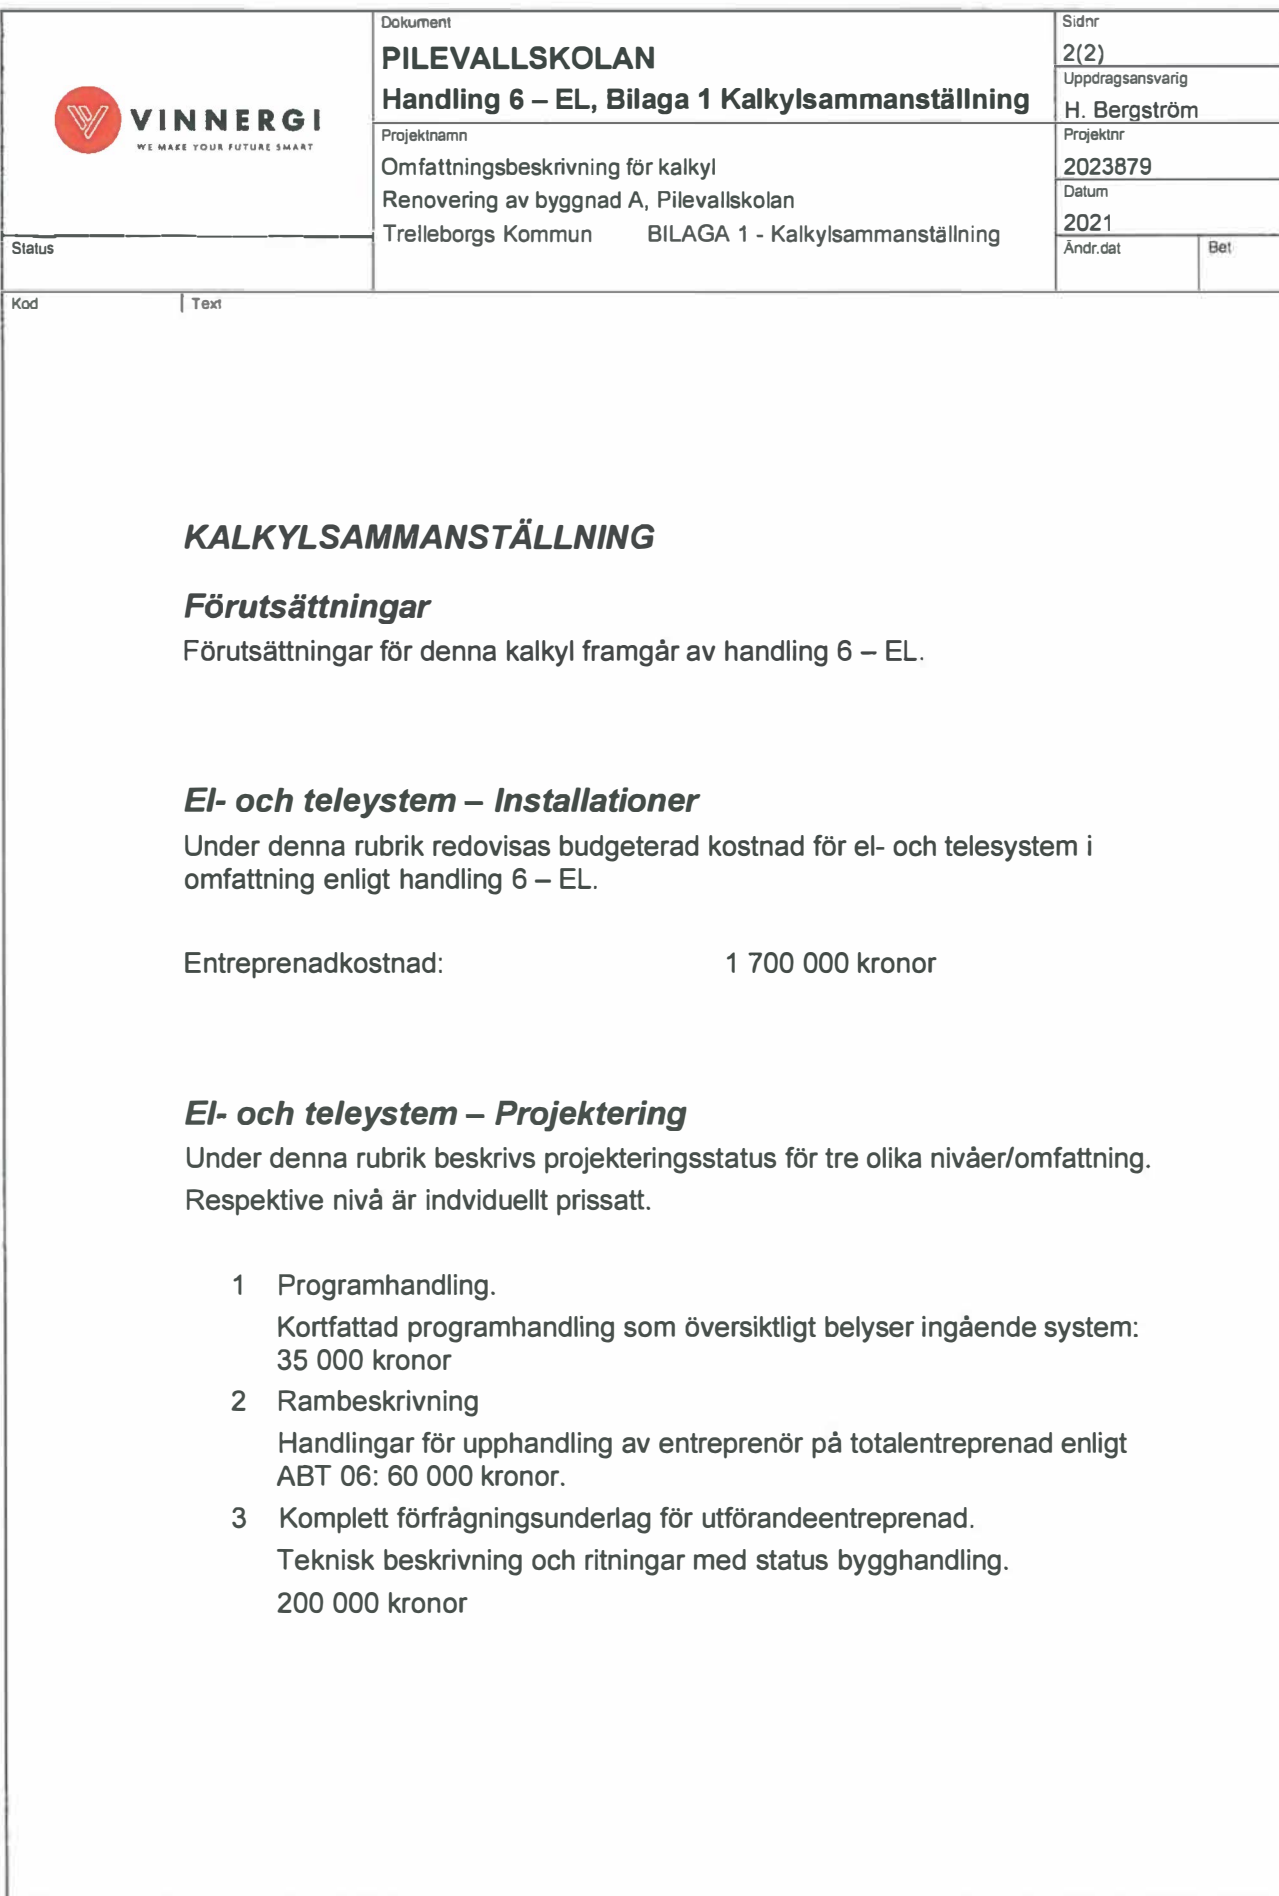 VINNERGI
WE MAKE YOUR FUTURE SMART
Status
Dokument
PILEVALLSKOLAN
Handling 6 – EL, Bilaga 1 Kalkylsammanställning
Projektnamn
Omfattningsbeskrivning för kalkyl
Renovering av byggnad A, Pilevallskolan
Trelleborgs Kommun BILAGA 1 - Kalkylsammanställning
Sidnr
2(2)
Uppdragsansvarig
H. Bergström
Projektnr
2023879
Datum
2021
Ändr.dat Bet
Kod Text
KALKYLSAMMANSTÄLLNING
Förutsättningar
Förutsättningar för denna kalkyl framgår av handling 6 – EL.
El- och teleystem – Installationer
Under denna rubrik redovisas budgeterad kostnad för el- och telesystem i
omfattning enligt handling 6 – EL.
Entreprenadkostnad: 1 700 000 kronor
El- och teleystem – Projektering
Under denna rubrik beskrivs projekteringsstatus för tre olika nivåer/omfattning.
Respektive nivå är indviduellt prissatt.
1 Programhandling.
Kortfattad programhandling som översiktligt belyser ingående system:
35 000 kronor
2 Rambeskrivning
Handlingar för upphandling av entreprenör på totalentreprenad enligt
ABT 06: 60 000 kronor.
3 Komplett förfrågningsunderlag för utförandeentreprenad.
Teknisk beskrivning och ritningar med status bygghandling.
200 000 kronor